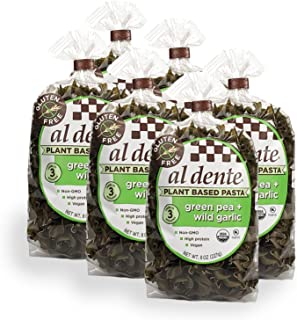 GLUTEN FREE
al dente
PLANT BASED PASTA
green pea +
wild garlic
3
Non-GMO
High protein
Vegan
NET WT. 8 OZ (227g)